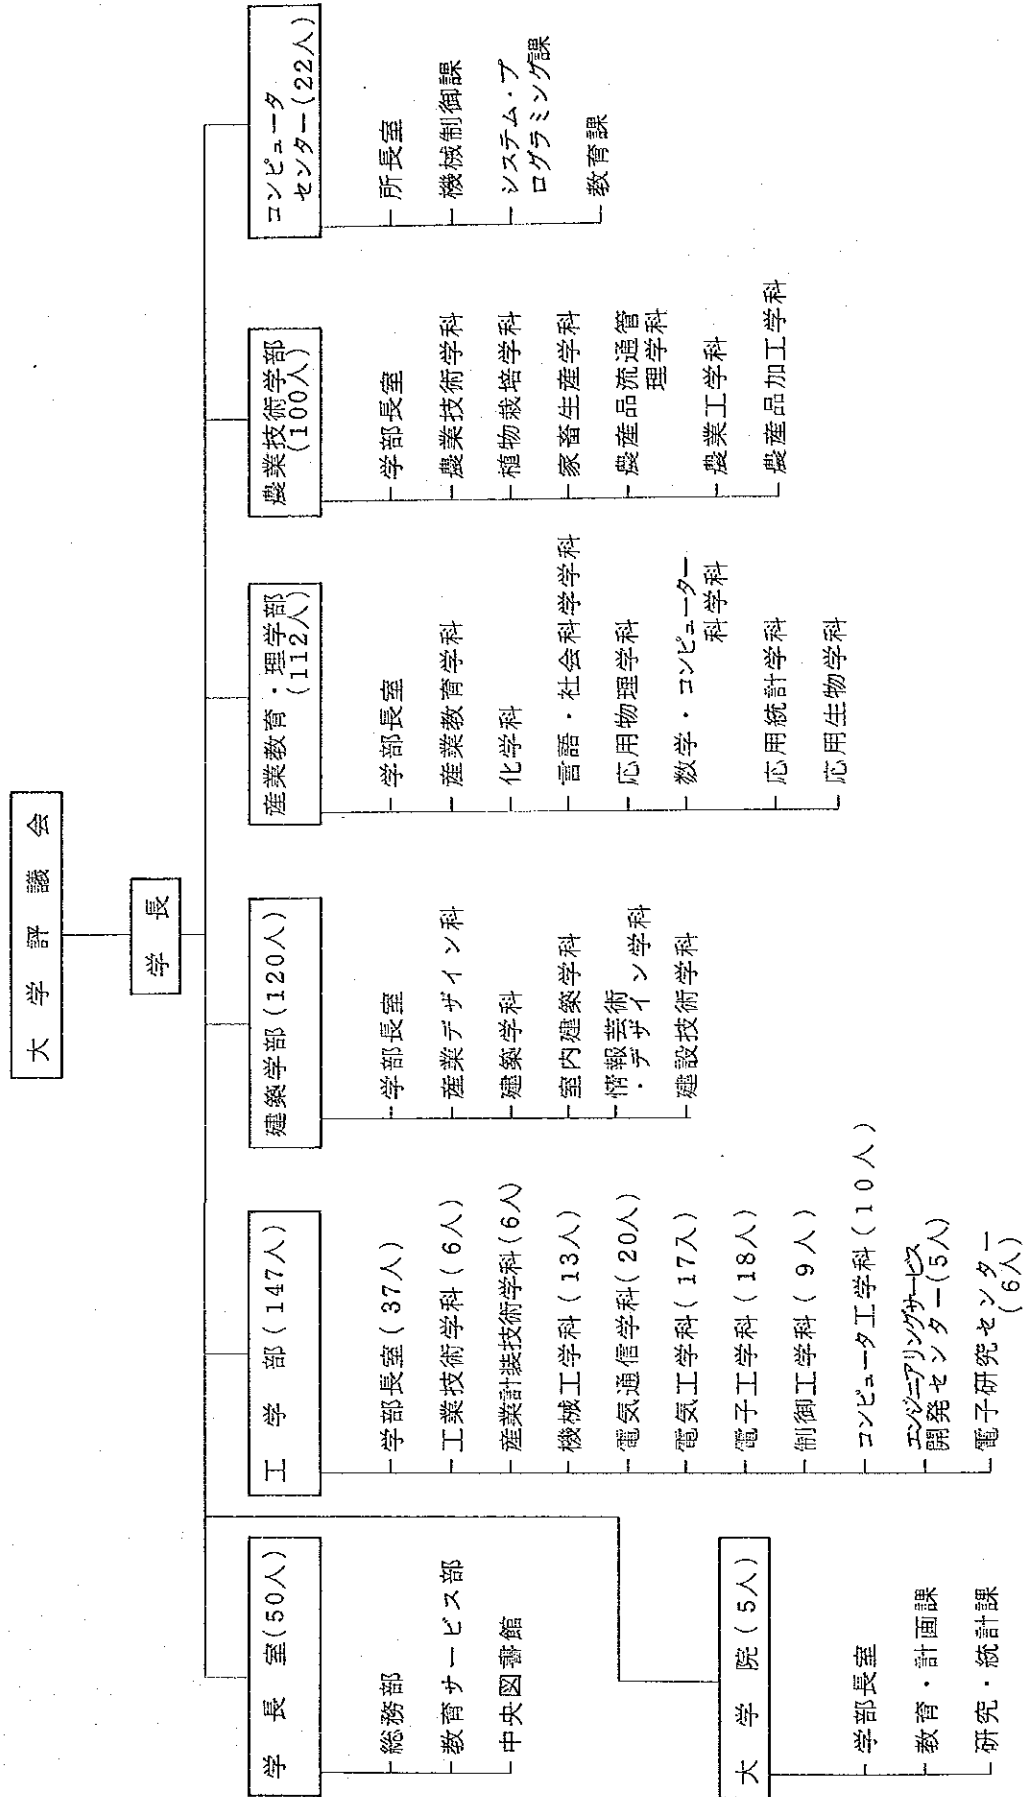 大学評議会
学長
学長室(50人)
総務部
教育サービス部
中央図書館
大学院(5人)
学部長室
教育・計画課
研究・統計課
工学部(147人)
学部長室(37人)
工業技術学科(6人)
産業計装技術学科(6人)
機械工学科(13人)
電気通信学科(20人)
電気工学科(17人)
電子工学科(18人)
制御工学科(9人)
コンピュータ工学科(10人)
エンジニアリングサービス
開発センター(5人)
電子研究センター
(6人)
建築学部(120人)
学部長室
産業デザイン科
建築学科
室内建築学科
情報芸術
・デザイン学科
建設技術学科
産業教育・理学部
(112人)
学部長室
産業教育学科
化学科
言語・社会科学学科
応用物理学科
数学・コンピューター
科学科
応用統計学科
応用生物学科
農業技術学部
(100人)
学部長室
農業技術学科
植物栽培学科
家畜生産学科
農産品流通管
理学科
農業工学科
農産品加工学科
コンピュータ
センター(22人)
所長室
機械制御課
システム・プ
ログラミング課
教育課